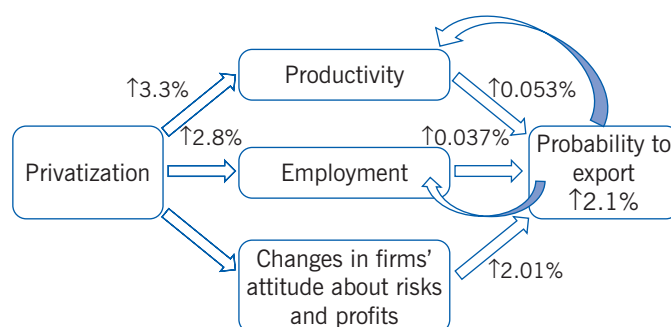 Productivity
↑3.3%
↑0.053%
↑2.8%
↑0.037%
Privatization
Employment
Probability to
export
↑2.1%
Changes in firms'
attitude about risks
and profits
↑2.01%